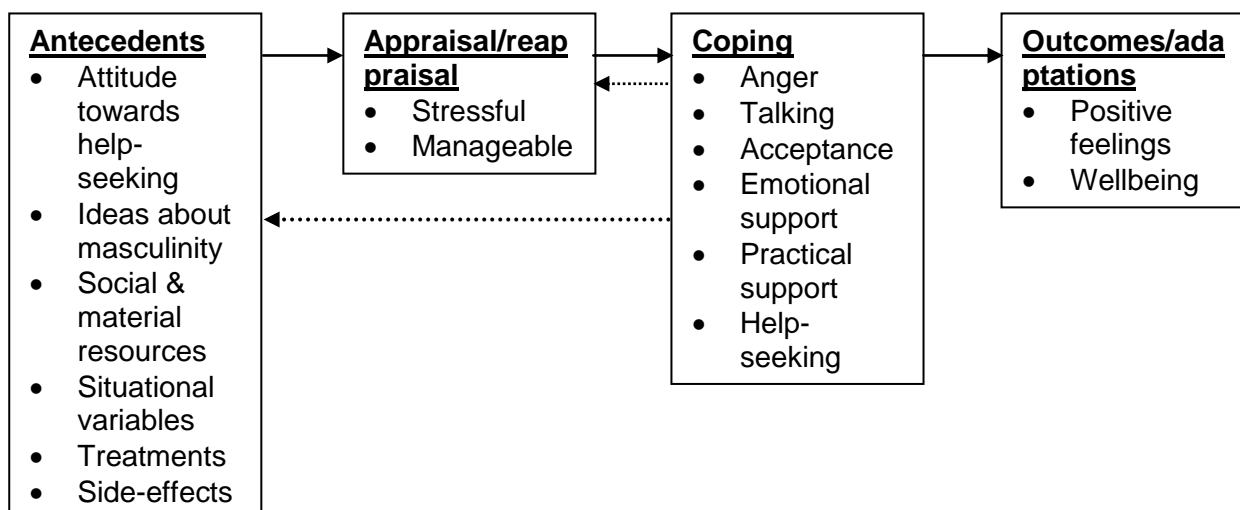 Antecedents
• Attitude
towards
help-
seeking
• Ideas about
masculinity
• Social &
material
resources
• Situational
variables
• Treatments
• Side-effects
Appraisal/reap
praisal
• Stressful
• Manageable
Coping
• Anger
• Talking
• Acceptance
• Emotional
support
• Practical
support
• Help-
seeking
Outcomes/ada
ptations
• Positive
feelings
• Wellbeing